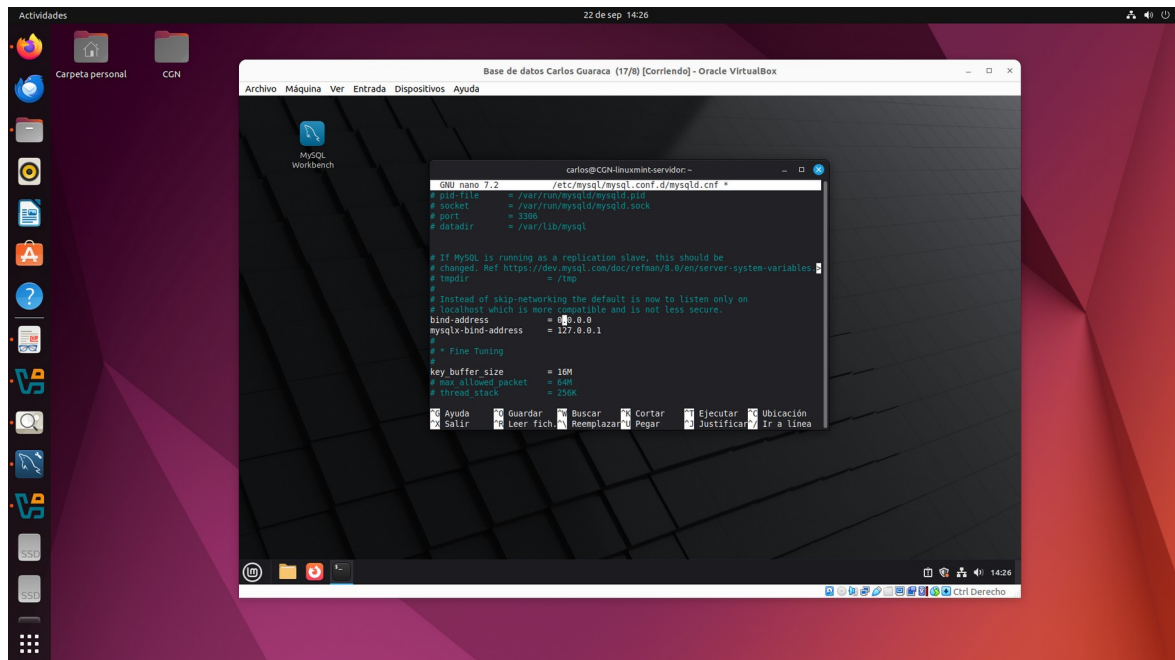 Actividades
22 de sep 14:26
Carpeta personal
CGN
Base de datos Carlos Guaraca (17/8) [Corriendo] - Oracle VirtualBox
Archivo Máquina Ver Entrada Dispositivos Ayuda
MySQL
Workbench
carlos@CGN-linuxmint-servidor: ~
GNU nano 7.2 /etc/mysql/mysql.conf.d/mysqld.cnf *
# pid-file = /var/run/mysqld/mysqld.pid
# socket = /var/run/mysqld/mysqld.sock
# port = 3306
# datadir = /var/lib/mysql
# If MySQL is running as a replication slave, this should be
# changed. Ref https://dev.mysql.com/doc/refman/8.0/en/server-system-variables.>
# tmpdir = /tmp
#
# Instead of skip-networking the default is now to listen only on
# localhost which is more compatible and is not less secure.
bind-address = 0.0.0.0
mysqlx-bind-address = 127.0.0.1
#
# * Fine Tuning
#
key_buffer_size = 16M
# max_allowed_packet = 64M
# thread_stack = 256K
^G Ayuda ^O Guardar ^W Buscar ^K Cortar ^T Ejecutar ^C Ubicación
^X Salir ^R Leer fich. ^\ Reemplazar ^U Pegar ^J Justificar ^/ Ir a línea
SSD
SSD
14:26
Ctrl Derecho